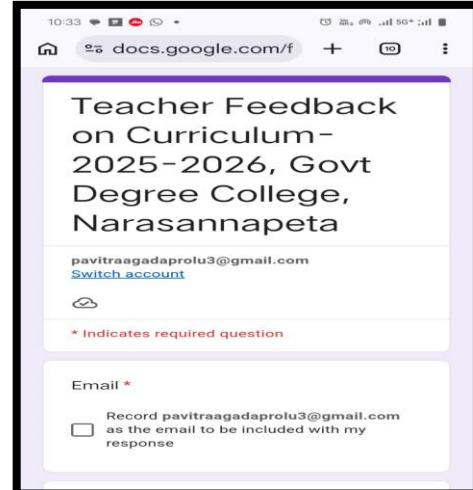 10:33
5G+
docs.google.com/f
10
Teacher Feedback
on Curriculum-
2025-2026, Govt
Degree College,
Narasannapeta
pavitraagadaprolu3@gmail.com
Switch account
* Indicates required question
Email *
Record pavitraagadaprolu3@gmail.com
as the email to be included with my
response